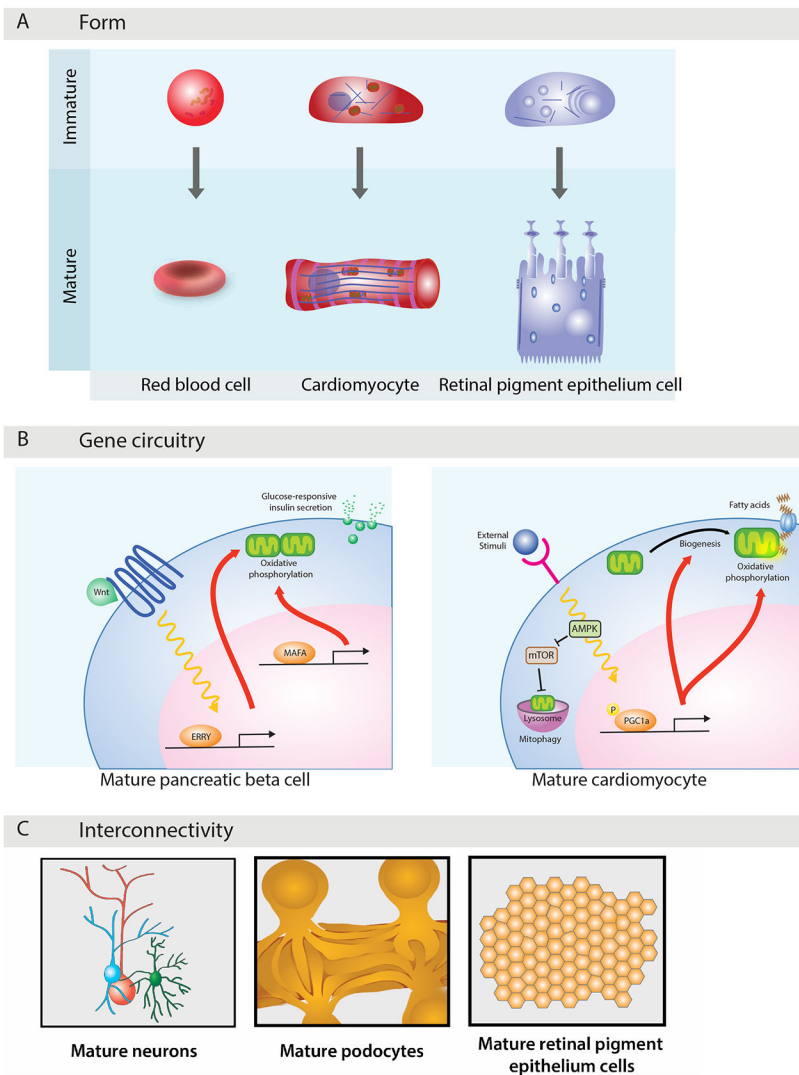 A Form
Immature
Mature
Red blood cell
Cardiomyocyte
Retinal pigment epithelium cell
B Gene circuitry
Glucose-responsive
insulin secretion
Wnt
Oxidative
phosphorylation
MAFA
ERRY
Mature pancreatic beta cell
Fatty acids
External
Stimuli
Biogenesis
Oxidative
phosphorylation
AMPK
mTOR
Lysosome
Mitophagy
P
PGC1a
Mature cardiomyocyte
C Interconnectivity
Mature neurons
Mature podocytes
Mature retinal pigment
epithelium cells